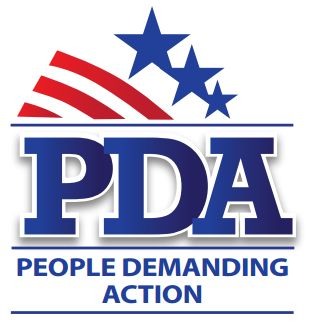 PDA
PEOPLE DEMANDING
ACTION